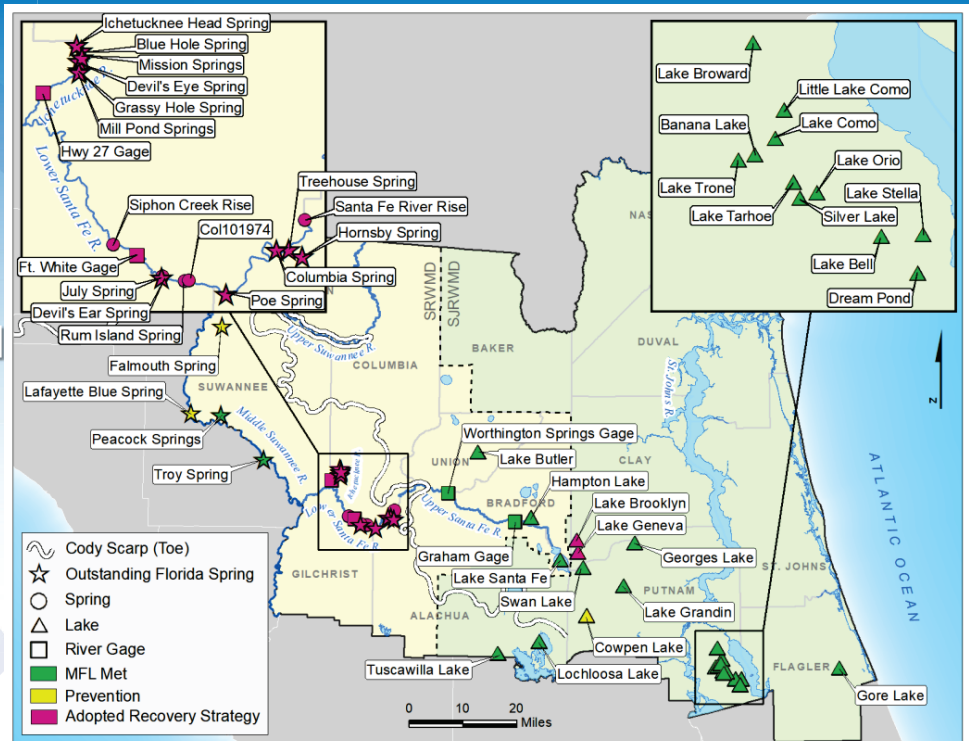 Ichetucknee Head Spring
Blue Hole Spring
Mission Springs
Devil's Eye Spring
Grassy Hole Spring
Mill Pond Springs
Ichetucknee R.
Hwy 27 Gage
Lower Santa Fe R.
Siphon Creek Rise
Ft. White Gage
July Spring
Devil's Ear Spring
Rum Island Spring
Col101974
Treehouse Spring
Santa Fe River Rise
Hornsby Spring
Columbia Spring
Poe Spring
Lake Broward
Little Lake Como
Banana Lake
Lake Como
Lake Trone
Lake Orio
Lake Tarhoe
Silver Lake
Lake Stella
Lake Bell
Dream Pond
NAS
SRWMD
SJRWMD
BAKER
DUVAL
St. Johns R.
Upper Suwannee R.
COLUMBIA
Falmouth Spring
SUWANNEE
Lafayette Blue Spring
Peacock Springs
Middle Suwannee R.
Troy Spring
Ichetucknee R.
Lower Santa Fe R.
UNION
Worthington Springs Gage
Lake Butler
CLAY
BRADFORD
Hampton Lake
Upper Santa Fe R.
Lake Brooklyn
Lake Geneva
Graham Gage
Georges Lake
Lake Santa Fe
ST. JOHNS
Swan Lake
PUTNAM
Lake Grandin
GILCHRIST
ALACHUA
Cowpen Lake
Tuscawilla Lake
Lochloosa Lake
FLAGLER
Gore Lake
ATLANTIC OCEAN
N
Cody Scarp (Toe)
Outstanding Florida Spring
Spring
Lake
River Gage
MFL Met
Prevention
Adopted Recovery Strategy
0 10 20
Miles